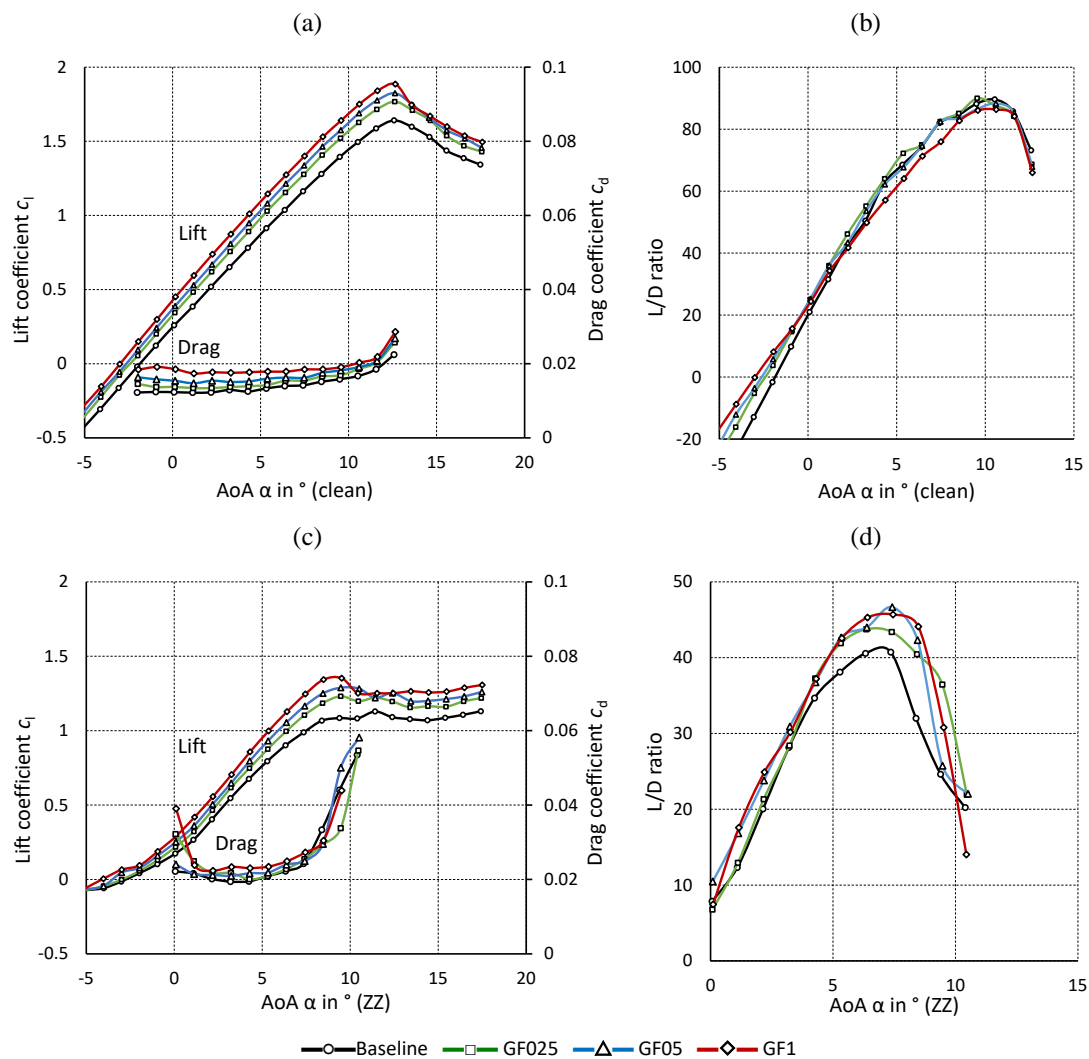 (a)
(b)
2
1.5
1
0.5
0
-0.5
Lift coefficient cl
0.1
0.08
0.06
0.04
0.02
0
Drag coefficient cd
Lift
Drag
-5 0 5 10 15 20
AoA α in ° (clean)
100
80
60
40
20
0
-20
L/D ratio
-5 0 5 10 15
AoA α in ° (clean)
(c)
(d)
2
1.5
1
0.5
0
-0.5
Lift coefficient cl
0.1
0.08
0.06
0.04
0.02
0
Drag coefficient cd
Lift
Drag
-5 0 5 10 15 20
AoA α in ° (ZZ)
50
40
30
20
10
0
L/D ratio
0 5 10 15
AoA α in ° (ZZ)
Baseline GF025 GF05 GF1